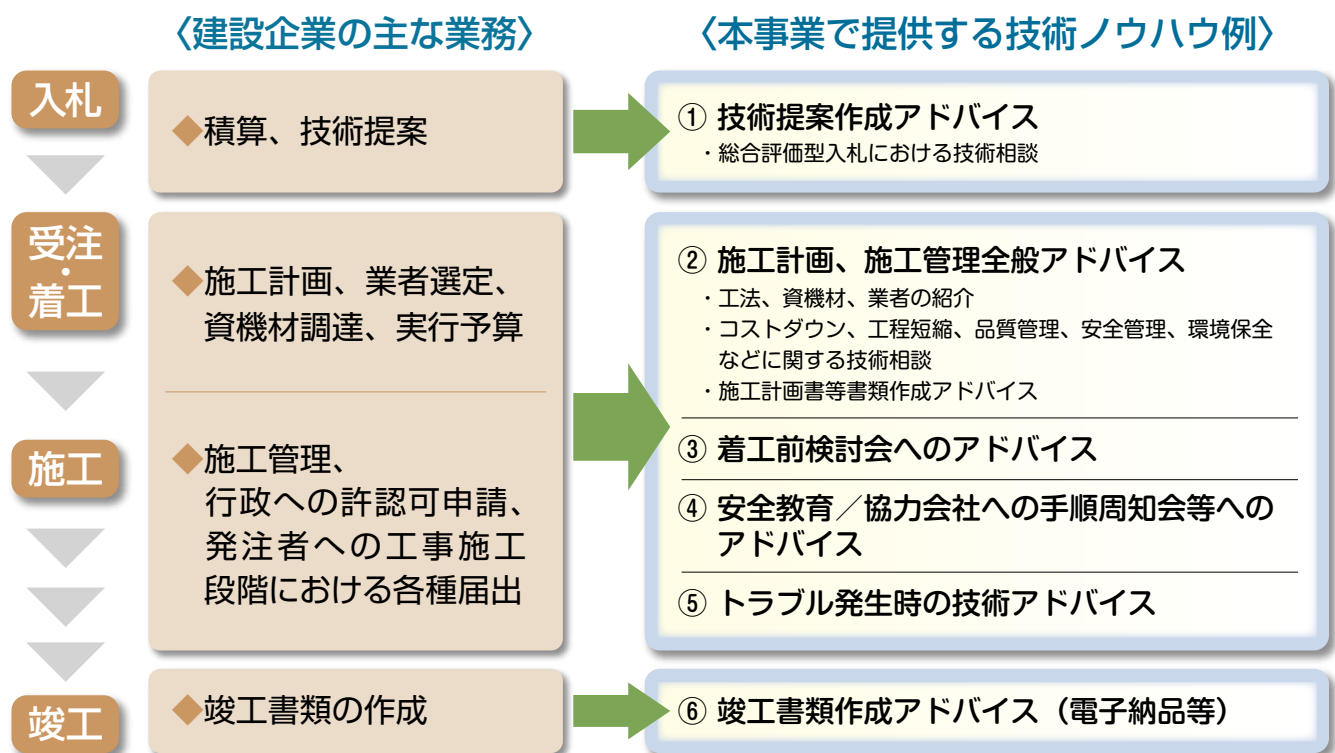 〈建設企業の主な業務〉
〈本事業で提供する技術ノウハウ例〉
入札
◆積算、技術提案
① 技術提案作成アドバイス
・総合評価型入札における技術相談
受注
・
着工
◆施工計画、業者選定、
資機材調達、実行予算
② 施工計画、施工管理全般アドバイス
・工法、資機材、業者の紹介
・コストダウン、工程短縮、品質管理、安全管理、環境保全
などに関する技術相談
・施工計画書等書類作成アドバイス
施工
◆施工管理、
行政への許認可申請、
発注者への工事施工
段階における各種届出
③ 着工前検討会へのアドバイス
④ 安全教育／協力会社への手順周知会等への
アドバイス
⑤ トラブル発生時の技術アドバイス
竣工
◆竣工書類の作成
⑥ 竣工書類作成アドバイス（電子納品等）